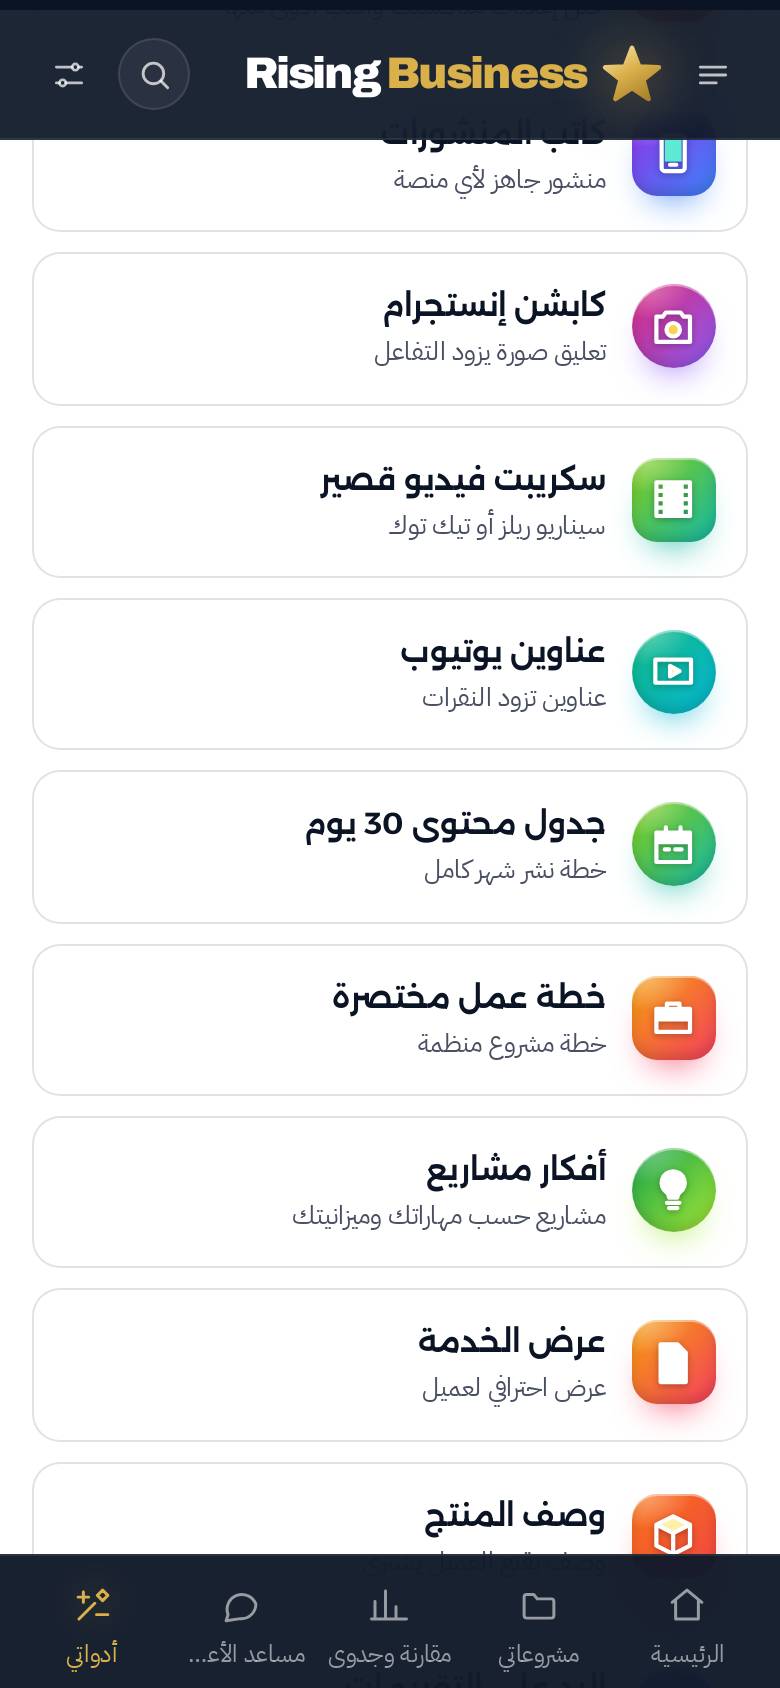 Rising Business
كاتب المنشورات
منشور جاهز لأي منصة
كابشن إنستجرام
تعليق صورة يزود التفاعل
سكريبت فيديو قصير
سيناريو ريلز أو تيك توك
عناوين يوتيوب
عناوين تزود النقرات
جدول محتوى 30 يوم
خطة نشر شهر كامل
خطة عمل مختصرة
خطة مشروع منظمة
أفكار مشاريع
مشاريع حسب مهاراتك وميزانيتك
عرض الخدمة
عرض احترافي لعميل
وصف المنتج
الرئيسية
مشروعاتي
مقارنة وجدوى
مساعد الأعـ...
أدواتي